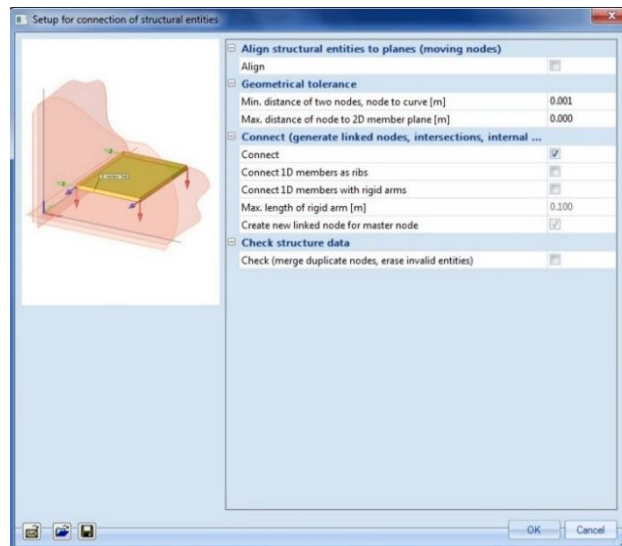 Setup for connection of structural entities
Align structural entities to planes (moving nodes)
Align
Geometrical tolerance
Min. distance of two nodes, node to curve [m] 0.001
Max. distance of node to 2D member plane [m] 0.000
Connect (generate linked nodes, intersections, internal ...
Connect
Connect 1D members as ribs
Connect 1D members with rigid arms
Max. length of rigid arm [m] 0.100
Create new linked node for master node
Check structure data
Check (merge duplicate nodes, erase invalid entities)
OK Cancel